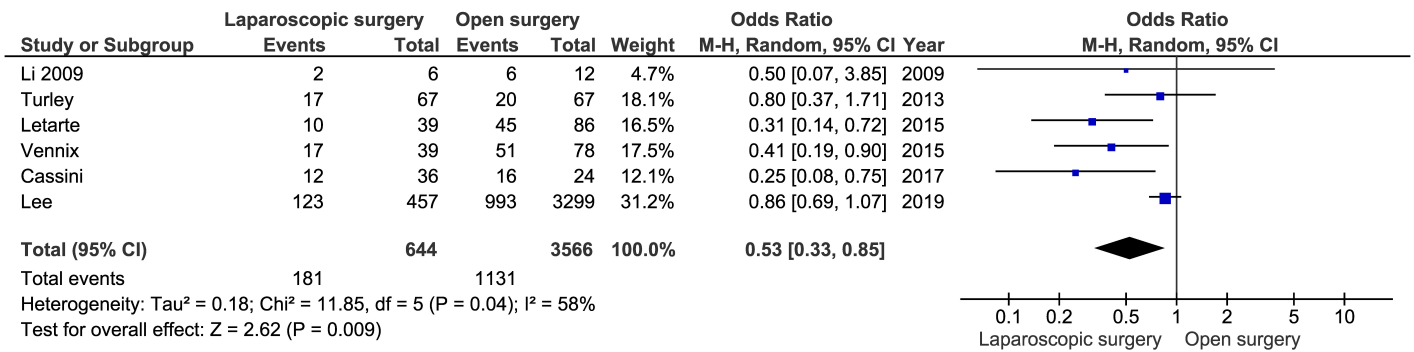 Laparoscopic surgery Open surgery Odds Ratio Odds Ratio
Study or Subgroup Events Total Events Total Weight M-H, Random, 95% CI Year M-H, Random, 95% CI
Li 2009 2 6 6 12 4.7% 0.50 [0.07, 3.85] 2009
Turley 17 67 20 67 18.1% 0.80 [0.37, 1.71] 2013
Letarte 10 39 45 86 16.5% 0.31 [0.14, 0.72] 2015
Vennix 17 39 51 78 17.5% 0.41 [0.19, 0.90] 2015
Cassini 12 36 16 24 12.1% 0.25 [0.08, 0.75] 2017
Lee 123 457 993 3299 31.2% 0.86 [0.69, 1.07] 2019
Total (95% CI) 644 3566 100.0% 0.53 [0.33, 0.85]
Total events 181 1131
Heterogeneity: Tau² = 0.18; Chi² = 11.85, df = 5 (P = 0.04); I² = 58%
Test for overall effect: Z = 2.62 (P = 0.009)
0.1 0.2 0.5 1 2 5 10
Laparoscopic surgery Open surgery